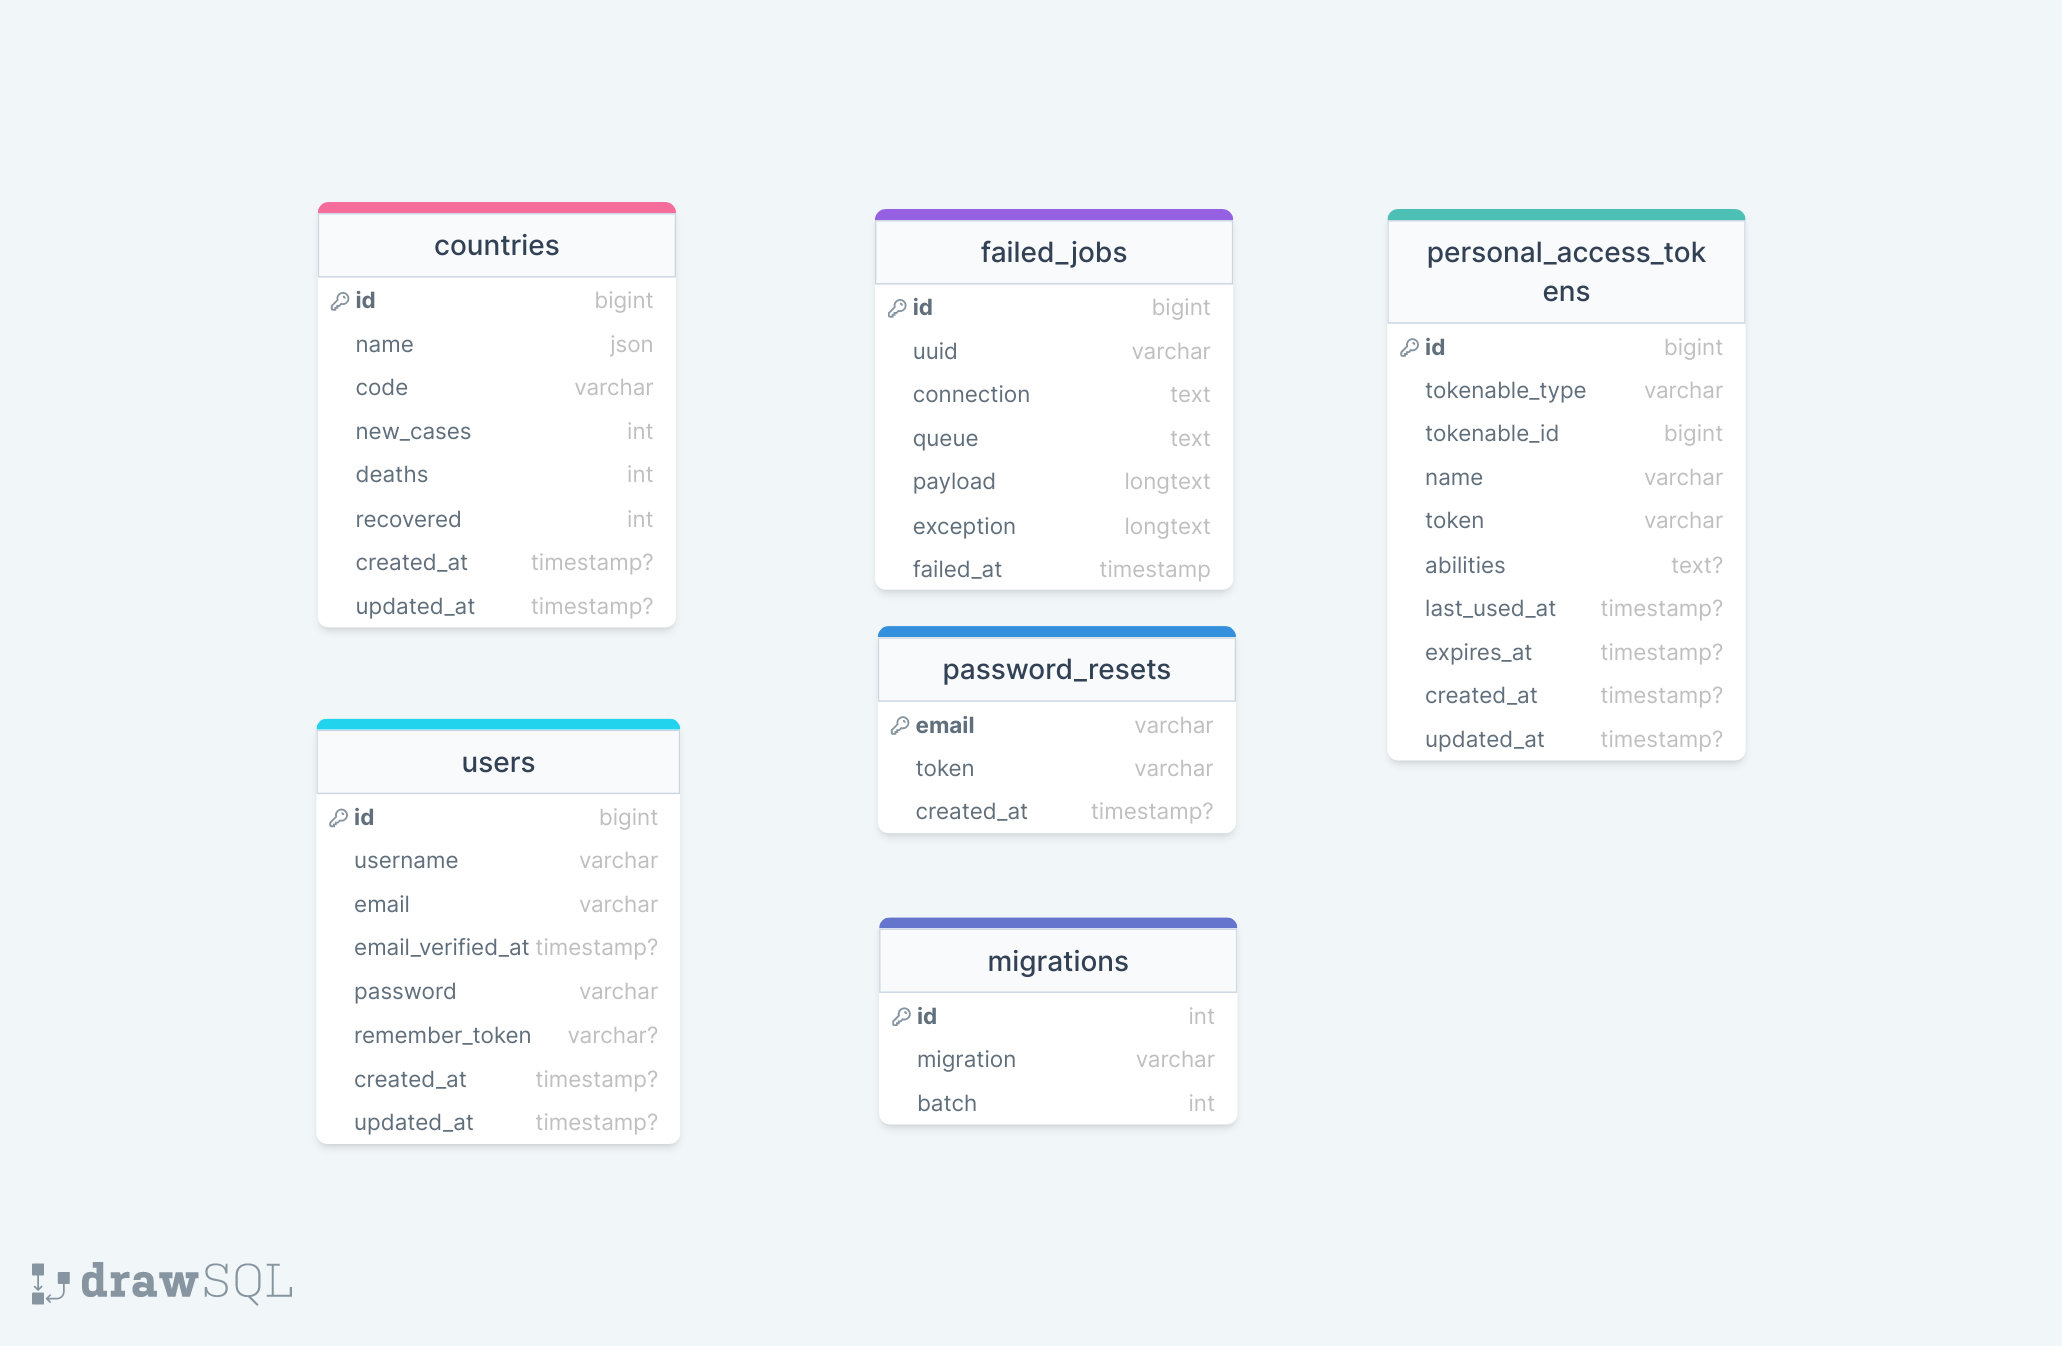 countries
id bigint
name json
code varchar
new_cases int
deaths int
recovered int
created_at timestamp?
updated_at timestamp?
users
id bigint
username varchar
email varchar
email_verified_at timestamp?
password varchar
remember_token varchar?
created_at timestamp?
updated_at timestamp?
failed_jobs
id bigint
uuid varchar
connection text
queue text
payload longtext
exception longtext
failed_at timestamp
password_resets
email varchar
token varchar
created_at timestamp?
migrations
id int
migration varchar
batch int
personal_access_tok
ens
id bigint
tokenable_type varchar
tokenable_id bigint
name varchar
token varchar
abilities text?
last_used_at timestamp?
expires_at timestamp?
created_at timestamp?
updated_at timestamp?
drawSQL